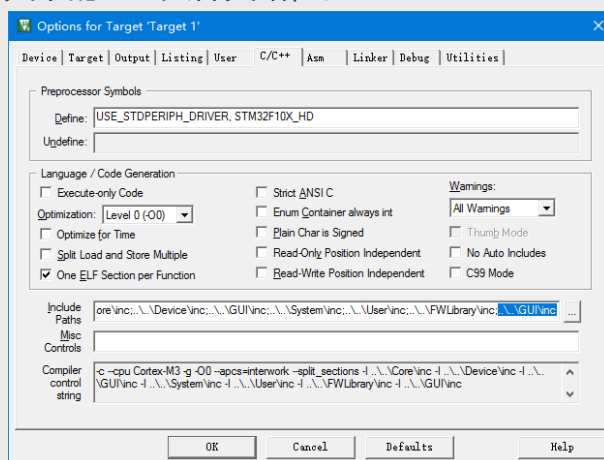 Options for Target 'Target 1'
Device Target Output Listing User C/C++ Asm Linker Debug Utilities
Preprocessor Symbols
Define: USE_STDPERIPH_DRIVER, STM32F10X_HD
Undefine:
Language / Code Generation
Execute-only Code
Strict ANSI C
Warnings:
Optimization: Level 0 (-O0)
Enum Container always int
All Warnings
Optimize for Time
Plain Char is Signed
Thumb Mode
Split Load and Store Multiple
Read-Only Position Independent
No Auto Includes
One ELF Section per Function
Read-Write Position Independent
C99 Mode
Include Paths
ore\inc;..\..\Device\inc;..\..\GUI\inc;..\..\System\inc;..\..\User\inc;..\..\FWLibrary\inc;..\..\GUI\inc
...
Misc Controls
Compiler control string
-c --cpu Cortex-M3 -g -O0 --apcs=interwork --split_sections -I ..\..\Core\inc -I ..\..\Device\inc -I ..\..
\GUI\inc -I ..\..\System\inc -I ..\..\User\inc -I ..\..\FWLibrary\inc -I ..\..\GUI\inc
OK Cancel Defaults Help